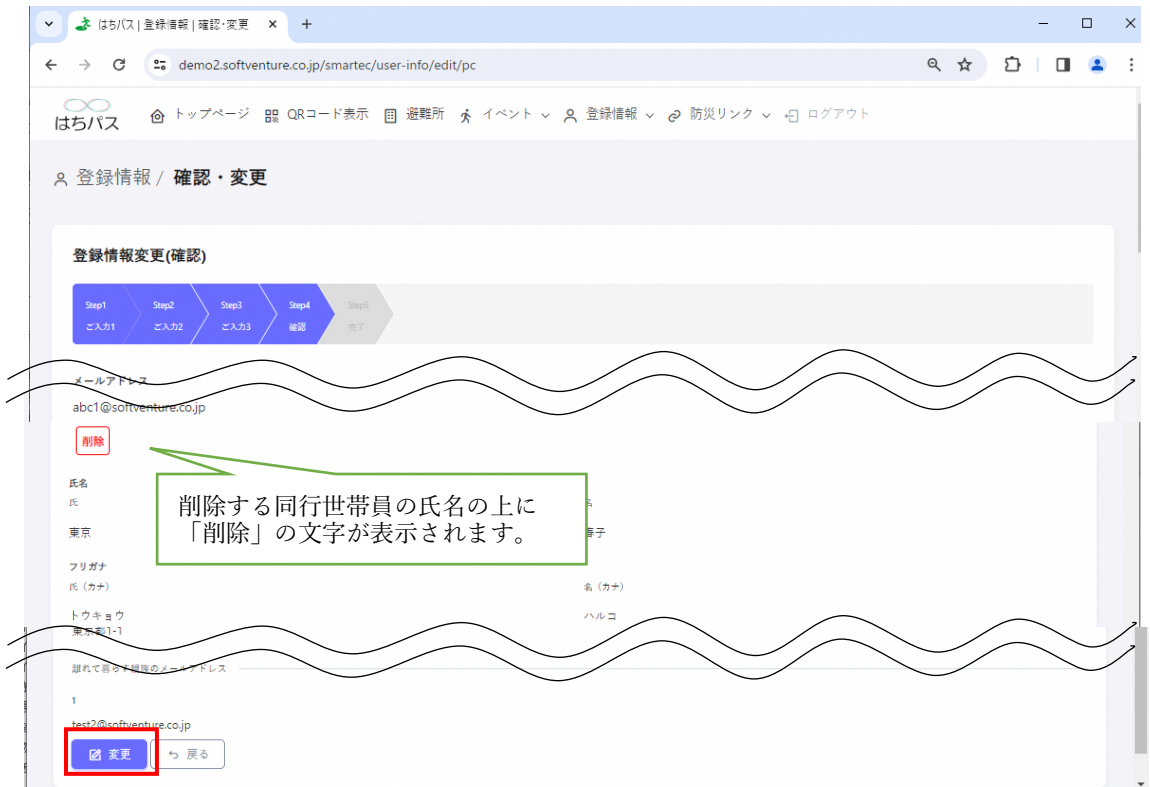 はちパス | 登録情報 | 確認・変更
demo2.softventure.co.jp/smartec/user-info/edit/pc
はちパス
トップページ QRコード表示 避難所 イベント 登録情報 防災リンク ログアウト
登録情報 / 確認・変更
登録情報変更(確認)
Step1 Step2 Step3 Step4 Step5
ご入力1 ご入力2 ご入力3 確認 完了
メールアドレス
abc1@softventure.co.jp
削除
削除する同行世帯員の氏名の上に
「削除」の文字が表示されます。
氏名
氏 名
東京 春子
フリガナ
氏（カナ） 名（カナ）
トウキョウ ハルコ
東京都1-1
離れて暮らす親族のメールアドレス
1
test2@softventure.co.jp
変更 戻る